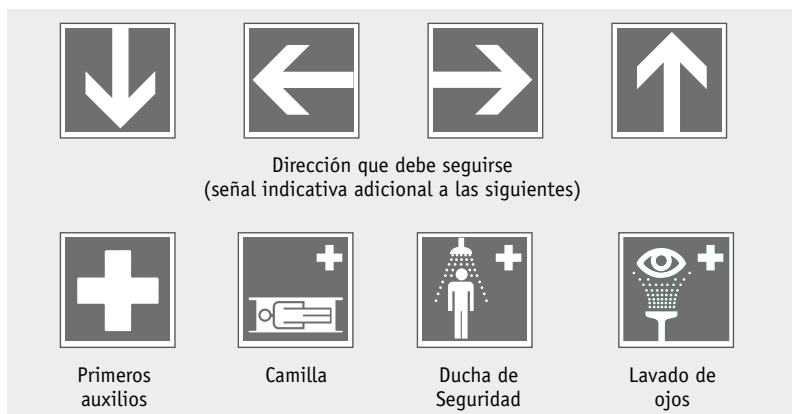 Dirección que debe seguirse
(señal indicativa adicional a las siguientes)
Primeros
auxilios
Camilla
Ducha de
Seguridad
Lavado de
ojos